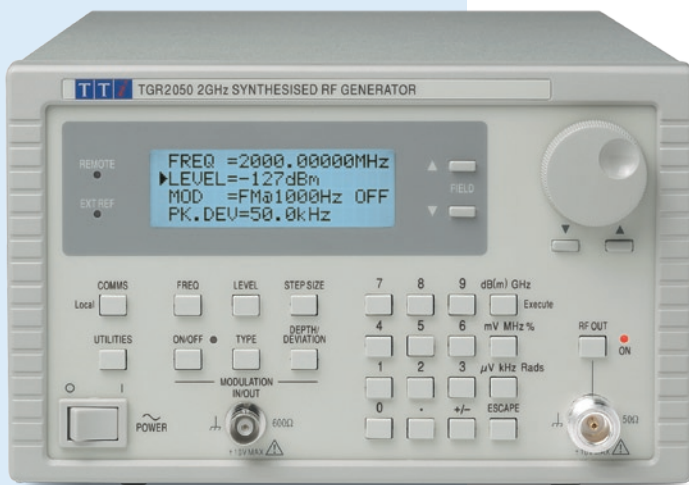 TTi TGR2050 2GHz SYNTHESISED RF GENERATOR
REMOTE
EXT REF
FREQ =2000.00000MHz
▶LEVEL=-127dBm
MOD =FM@1000Hz OFF
PK.DEV=50.0kHz
▲
FIELD
▼
▼ ▲
COMMS FREQ LEVEL STEP SIZE 7 8 9 dB(m) GHz
Local Execute
UTILITIES ON/OFF TYPE DEPTH/
DEVIATION
4 5 6 mV MHz %
RF OUT
ON
MODULATION
IN/OUT
1 2 3 µV kHz Rads
O I
POWER
600Ω
0 . +/- ESCAPE
50Ω
±15V MAX